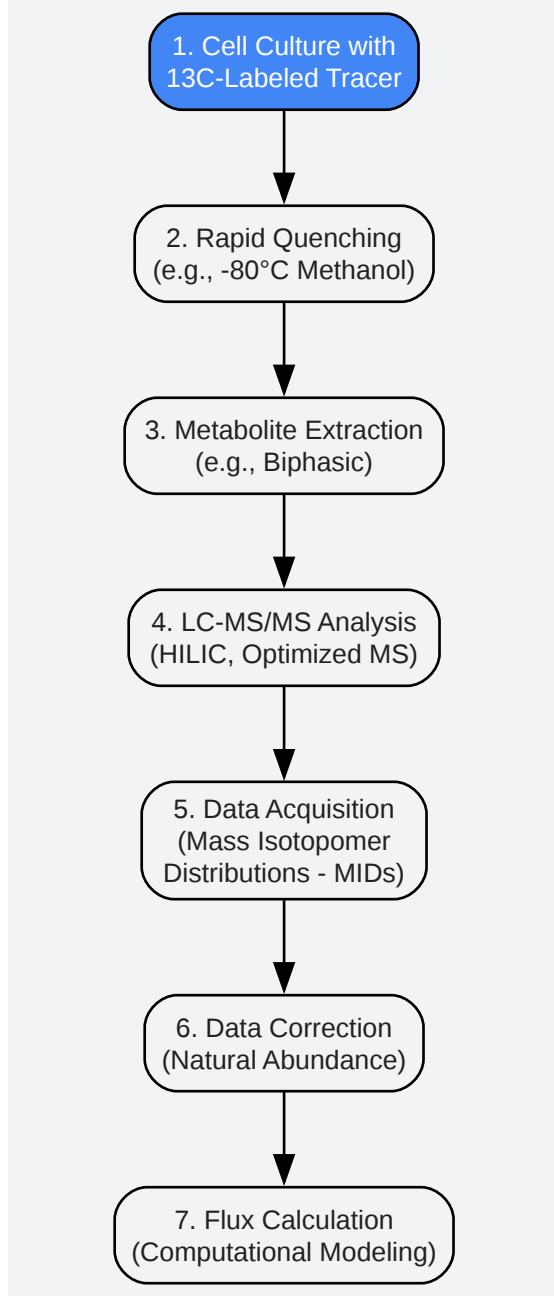 1. Cell Culture with
13C-Labeled Tracer
2. Rapid Quenching
(e.g., -80°C Methanol)
3. Metabolite Extraction
(e.g., Biphasic)
4. LC-MS/MS Analysis
(HILIC, Optimized MS)
5. Data Acquisition
(Mass Isotopomer
Distributions - MIDs)
6. Data Correction
(Natural Abundance)
7. Flux Calculation
(Computational Modeling)